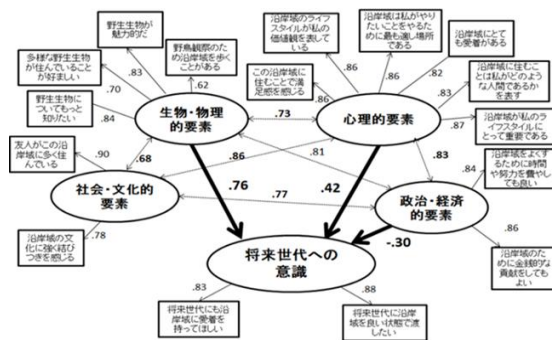 野生生物が
魅力的だ
多様な野生生物
が住んでいること
が好ましい
野鳥観察のた
め沿岸域を歩
くことがある
野生生物に
ついてもっと
知りたい
友人がこの沿
岸域に多く住
んでいる
沿岸域の文
化に強く結び
つきを感じる
沿岸域のライフ
スタイルが私の
価値観を表して
いる
沿岸域は私がやり
たいことをやるため
に最も適し場所
である
沿岸域にとて
も愛着がある
この沿岸域に
住むことで満
足感を感じる
沿岸域に住むこ
とは私がどのよう
な人間であるか
を表す
沿岸域が私のラ
イフスタイルに
とって重要である
沿岸域をよくす
るために時間
や努力を費やし
ても良い
沿岸域のた
めに金銭的な
貢献をしても
よい
生物・物理
的要素
心理的要素
社会・文化的
要素
政治・経済
的要素
将来世代への
意識
将来世代にも沿
岸域に愛着を
持ってほしい
将来世代に沿岸
域を良い状態で渡
したい
.83
.70
.84
.62
.90
.78
.86
.86
.86
.82
.83
.87
.84
.86
.73
.68
.86
.81
.83
.77
.76
.42
-.30
.83
.88